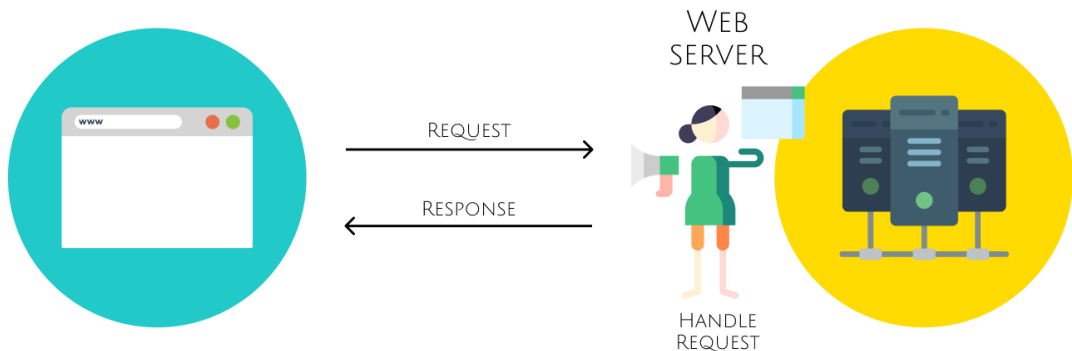 WEB
SERVER
www
REQUEST
RESPONSE
HANDLE
REQUEST